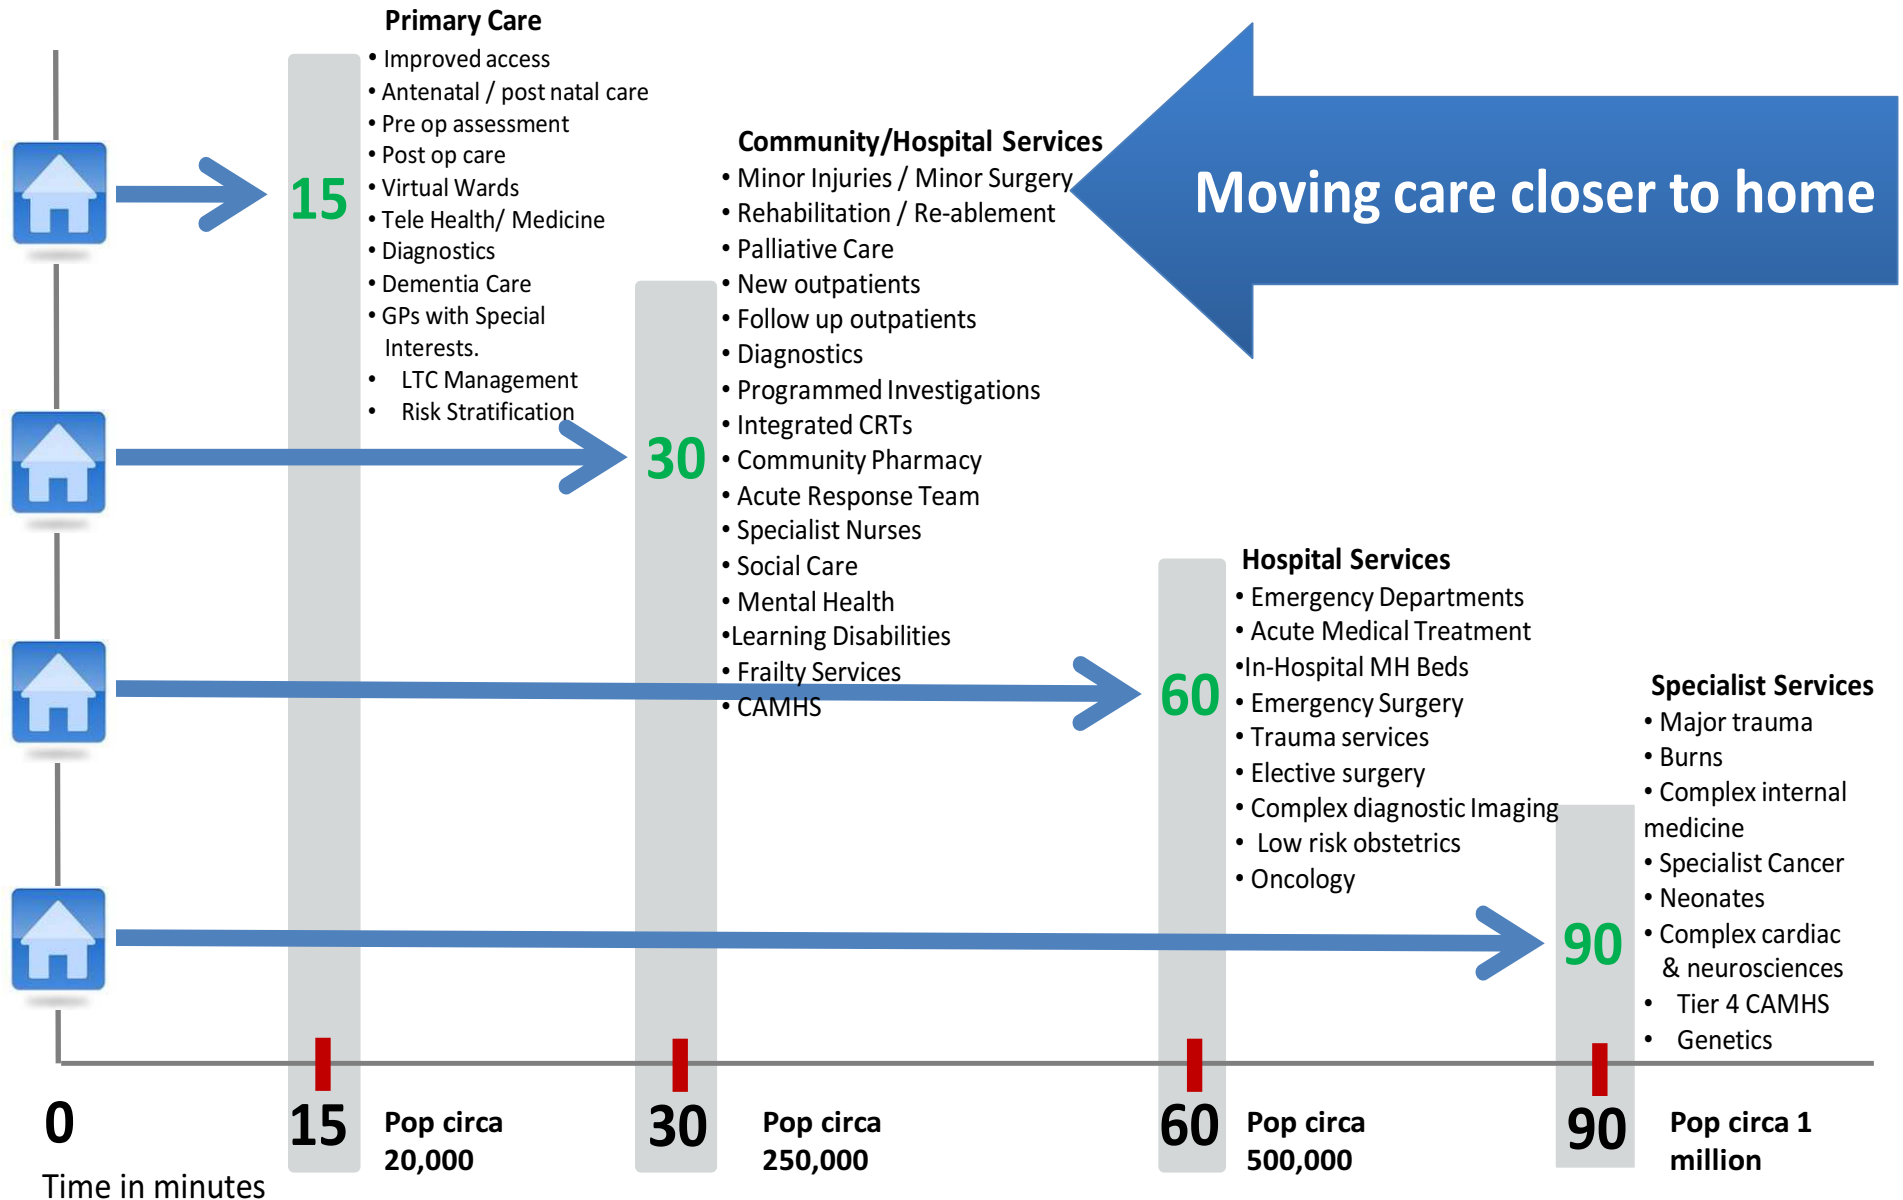 Primary Care
• Improved access
• Antenatal / post natal care
• Pre op assessment
• Post op care
• Virtual Wards
• Tele Health/ Medicine
• Diagnostics
• Dementia Care
• GPs with Special
Interests.
• LTC Management
• Risk Stratification
15
Community/Hospital Services
• Minor Injuries / Minor Surgery
• Rehabilitation / Re-ablement
• Palliative Care
• New outpatients
• Follow up outpatients
• Diagnostics
• Programmed Investigations
• Integrated CRTs
• Community Pharmacy
• Acute Response Team
• Specialist Nurses
• Social Care
• Mental Health
•Learning Disabilities
• Frailty Services
• CAMHS
30
Moving care closer to home
Hospital Services
• Emergency Departments
• Acute Medical Treatment
•In-Hospital MH Beds
• Emergency Surgery
• Trauma services
• Elective surgery
• Complex diagnostic Imaging
• Low risk obstetrics
• Oncology
60
Specialist Services
• Major trauma
• Burns
• Complex internal
medicine
• Specialist Cancer
• Neonates
• Complex cardiac
& neurosciences
• Tier 4 CAMHS
• Genetics
90
0
15
Pop circa
20,000
30
Pop circa
250,000
60
Pop circa
500,000
90
Pop circa 1
million
Time in minutes